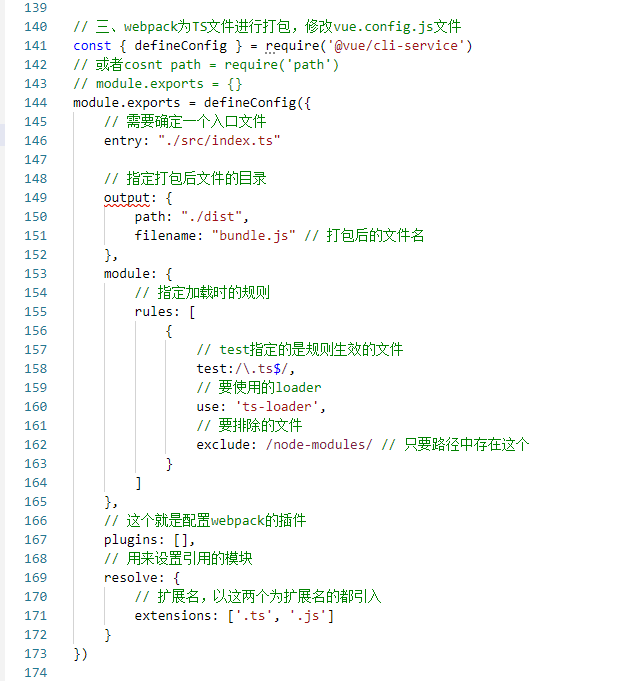 139
140 // 三、webpack为TS文件进行打包，修改vue.config.js文件
141 const { defineConfig } = require('@vue/cli-service')
142 // 或者cosnt path = require('path')
143 // module.exports = {}
144 module.exports = defineConfig({
145 // 需要确定一个入口文件
146 entry: "./src/index.ts"
147
148 // 指定打包后文件的目录
149 output: {
150 path: "./dist",
151 filename: "bundle.js" // 打包后的文件名
152 },
153 module: {
154 // 指定加载时的规则
155 rules: [
156 {
157 // test指定的是规则生效的文件
158 test:/\.ts$/,
159 // 要使用的loader
160 use: 'ts-loader',
161 // 要排除的文件
162 exclude: /node-modules/ // 只要路径中存在这个
163 }
164 ]
165 },
166 // 这个就是配置webpack的插件
167 plugins: [],
168 // 用来设置引用的模块
169 resolve: {
170 // 扩展名，以这两个为扩展名的都引入
171 extensions: ['.ts', '.js']
172 }
173 })
174